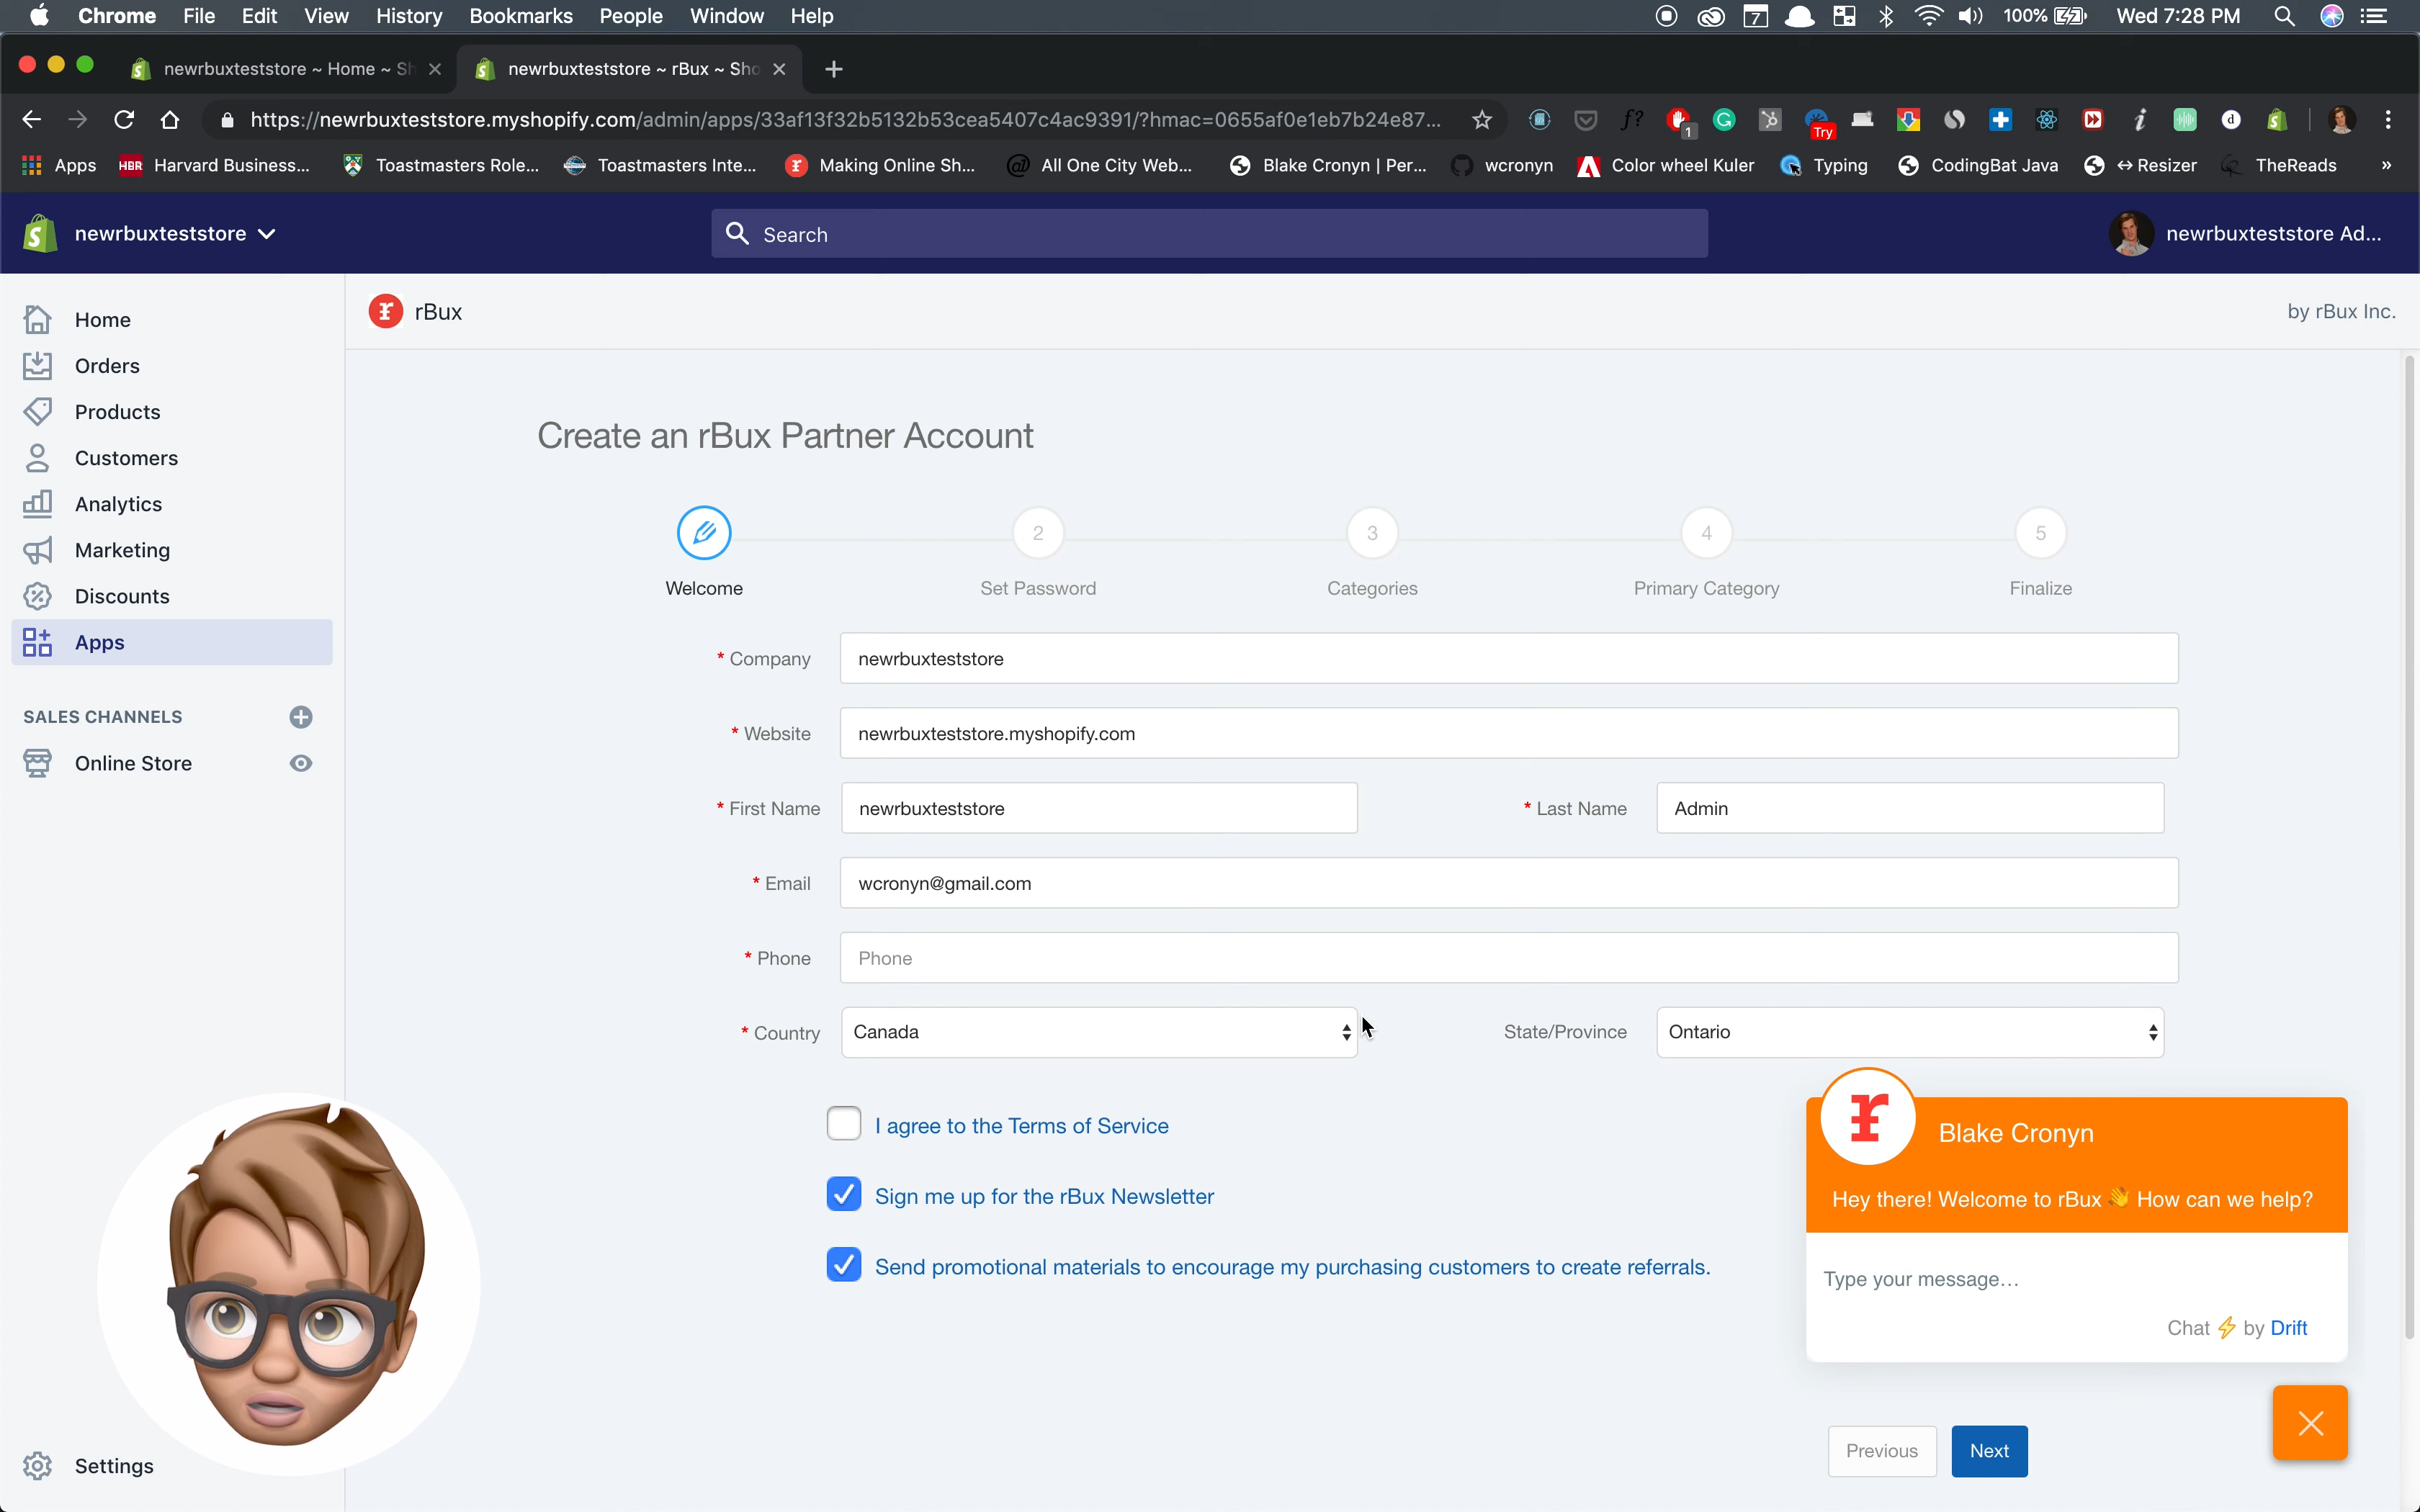 Chrome File Edit View History Bookmarks People Window Help 7 100% Wed 7:28 PM
newrbuxteststore ~ Home ~ Sh newrbuxteststore ~ rBux ~ Sho
https://newrbuxteststore.myshopify.com/admin/apps/33af13f32b5132b53cea5407c4ac9391/?hmac=0655af0e1eb7b24e87... f? 1 Try
Apps HBR Harvard Business... Toastmasters Role... Toastmasters Inte... Making Online Sh... All One City Web... Blake Cronyn | Per... wcronyn Color wheel Kuler Typing CodingBat Java ↔ Resizer TheReads »
newrbuxteststore Search newrbuxteststore Ad...
rBux by rBux Inc.
Home
Orders
Products
Customers
Analytics
Marketing
Discounts
Apps
SALES CHANNELS
Online Store
Settings
Create an rBux Partner Account
2 3 4 5
Welcome Set Password Categories Primary Category Finalize
* Company newrbuxteststore
* Website newrbuxteststore.myshopify.com
* First Name newrbuxteststore * Last Name Admin
* Email wcronyn@gmail.com
* Phone Phone
* Country Canada State/Province Ontario
I agree to the Terms of Service
Sign me up for the rBux Newsletter
Send promotional materials to encourage my purchasing customers to create referrals.
Blake Cronyn
Hey there! Welcome to rBux 👋 How can we help?
Type your message...
Chat ⚡ by Drift
Previous Next